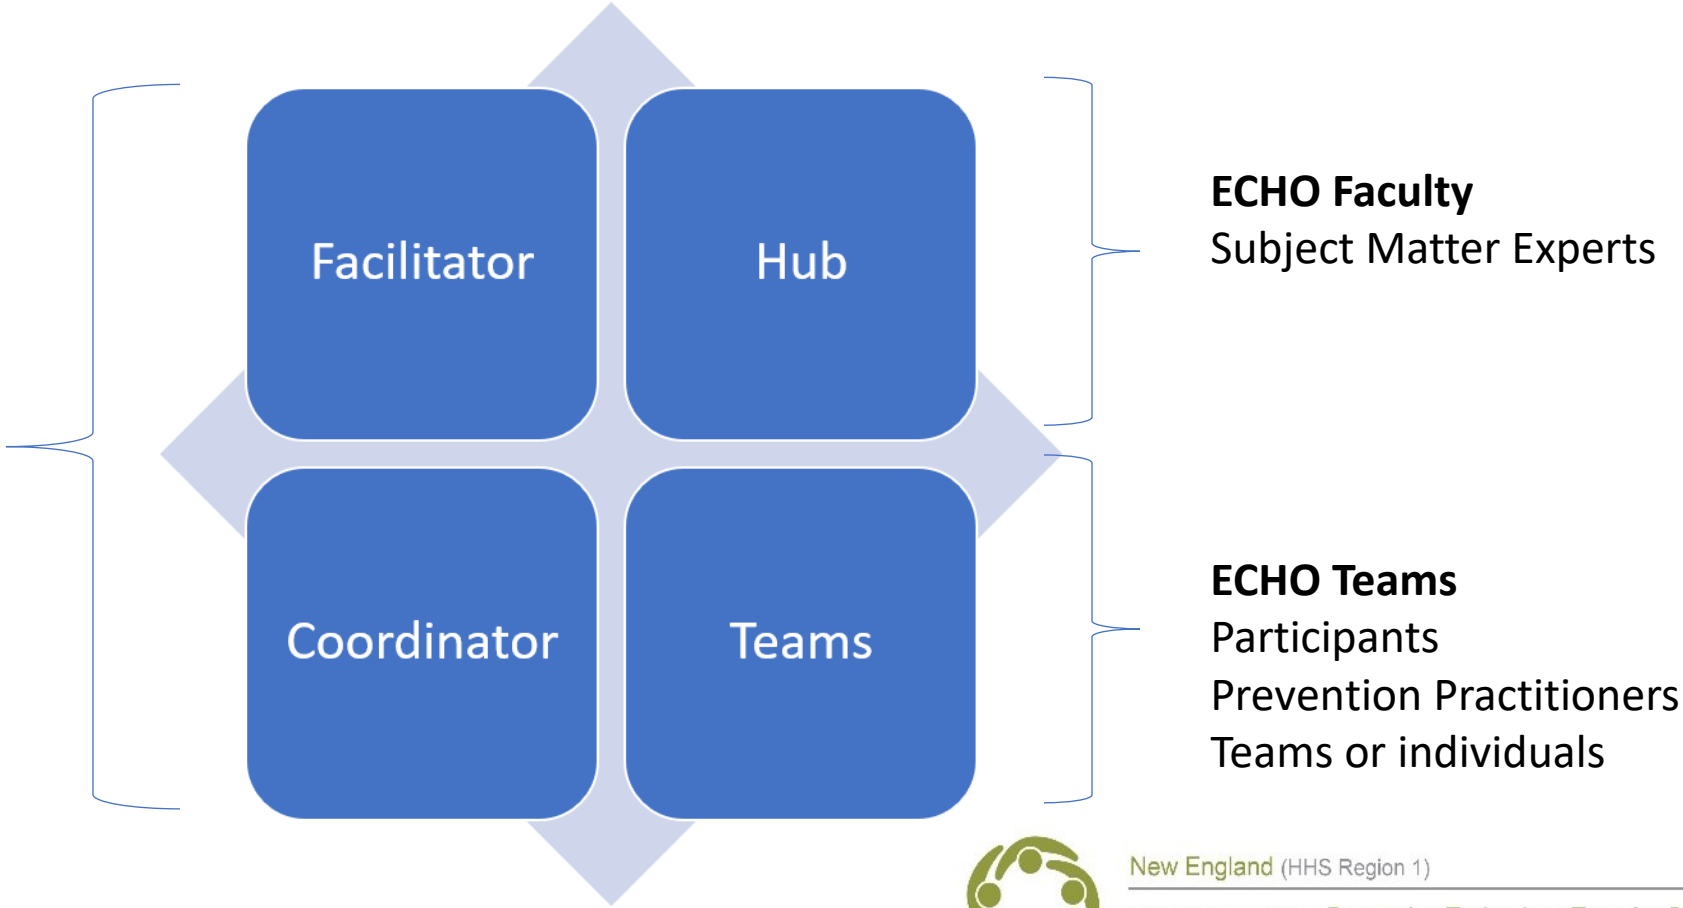 Facilitator
Hub
ECHO Faculty
Subject Matter Experts
Coordinator
Teams
ECHO Teams
Participants
Prevention Practitioners
Teams or individuals
New England (HHS Region 1)